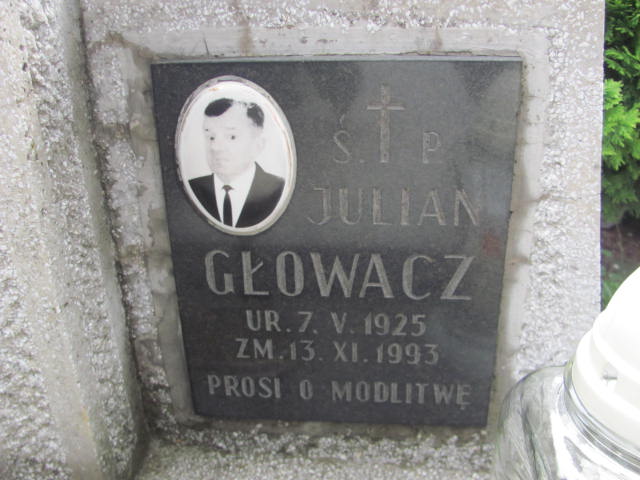 Ś. P.
JULIAN
GŁOWACZ
UR. 7. V. 1925
ZM. 13. XI. 1993
PROSI O MODLITWĘ